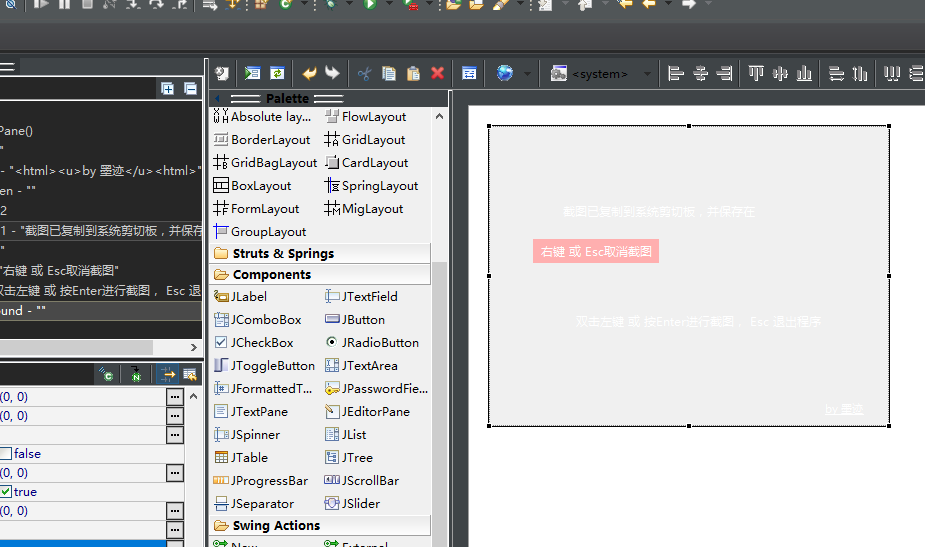 <system>
Palette
Absolute lay...
FlowLayout
BorderLayout
GridLayout
GridBagLayout
CardLayout
BoxLayout
SpringLayout
FormLayout
MigLayout
GroupLayout
Struts & Springs
Components
JLabel
JTextField
JComboBox
JButton
JCheckBox
JRadioButton
JToggleButton
JTextArea
JFormattedT...
JPasswordFie...
JTextPane
JEditorPane
JSpinner
JList
JTable
JTree
JProgressBar
JScrollBar
JSeparator
JSlider
Swing Actions
New
External
Pane()
"
- "<html><u>by 墨迹</u><html>"
en - ""
2
1 - "截图已复制到系统剪切板，并保存在
"
"右键 或 Esc取消截图"
双击左键 或 按Enter进行截图 ，Esc 退
ound - ""
(0, 0)
(0, 0)
false
(0, 0)
true
(0, 0)
截图已复制到系统剪切板，并保存在
右键 或 Esc取消截图
双击左键 或 按Enter进行截图 ，Esc 退出程序
by 墨迹